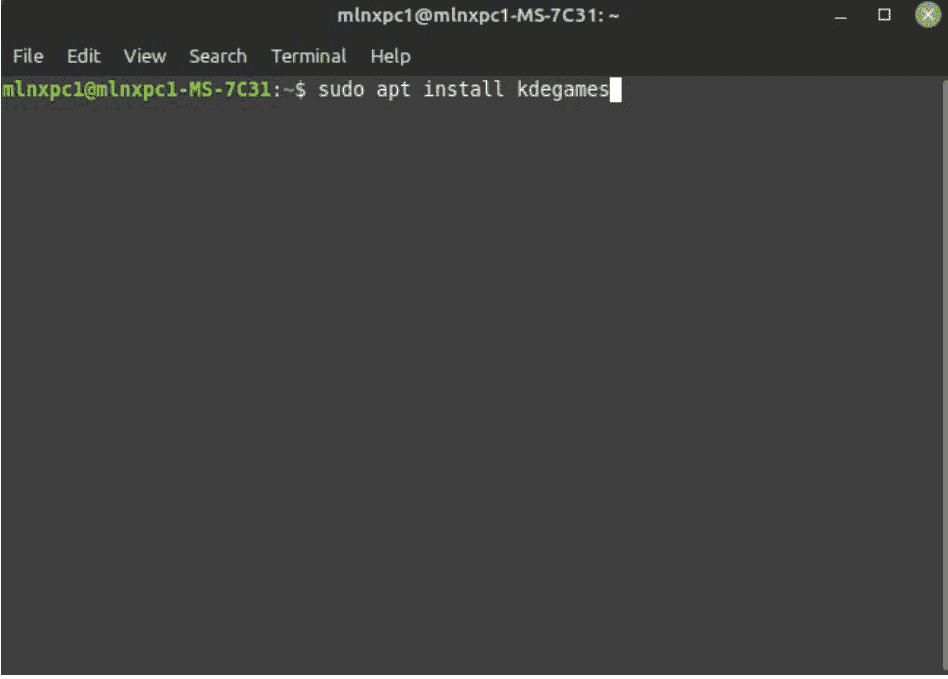 mlnxpc1@mlnxpc1-MS-7C31: ~
File Edit View Search Terminal Help
mlnxpc1@mlnxpc1-MS-7C31:~$ sudo apt install kdegames